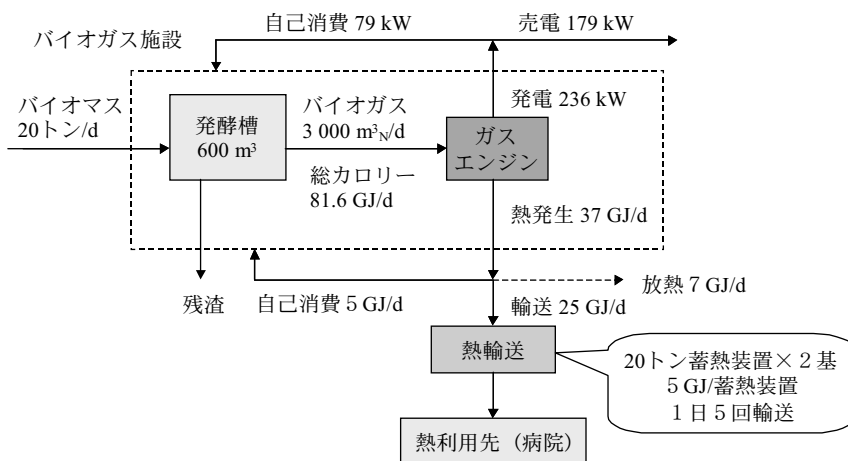 自己消費 79 kW
売電 179 kW
バイオガス施設
バイオマス
20トン/d
発酵槽
600 m³
バイオガス
3 000 m³N/d
総カロリー
81.6 GJ/d
発電 236 kW
ガス
エンジン
熱発生 37 GJ/d
残渣
自己消費 5 GJ/d
放熱 7 GJ/d
輸送 25 GJ/d
熱輸送
20トン蓄熱装置×2基
5 GJ/蓄熱装置
1日5回輸送
熱利用先（病院）